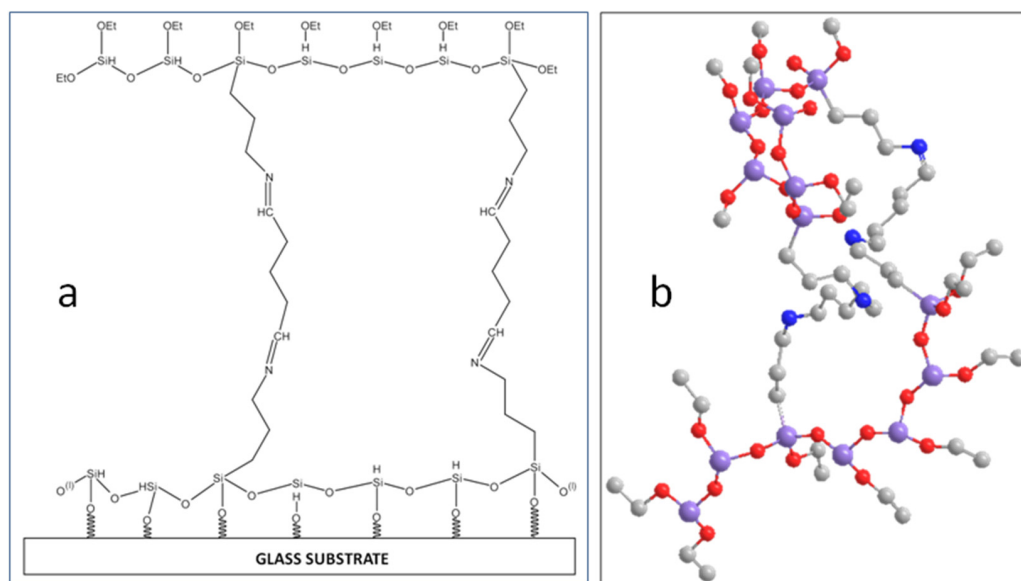 OEt OEt OEt OEt OEt OEt OEt
H H H
EtO SiH SiH Si Si Si Si Si OEt
O O O O O O
N N
HC HC
a b
CH CH
N N
H H
SiH Si Si Si Si
O(l) HSi Si O(l)
O O O O O O
H
O O O O O O O
GLASS SUBSTRATE